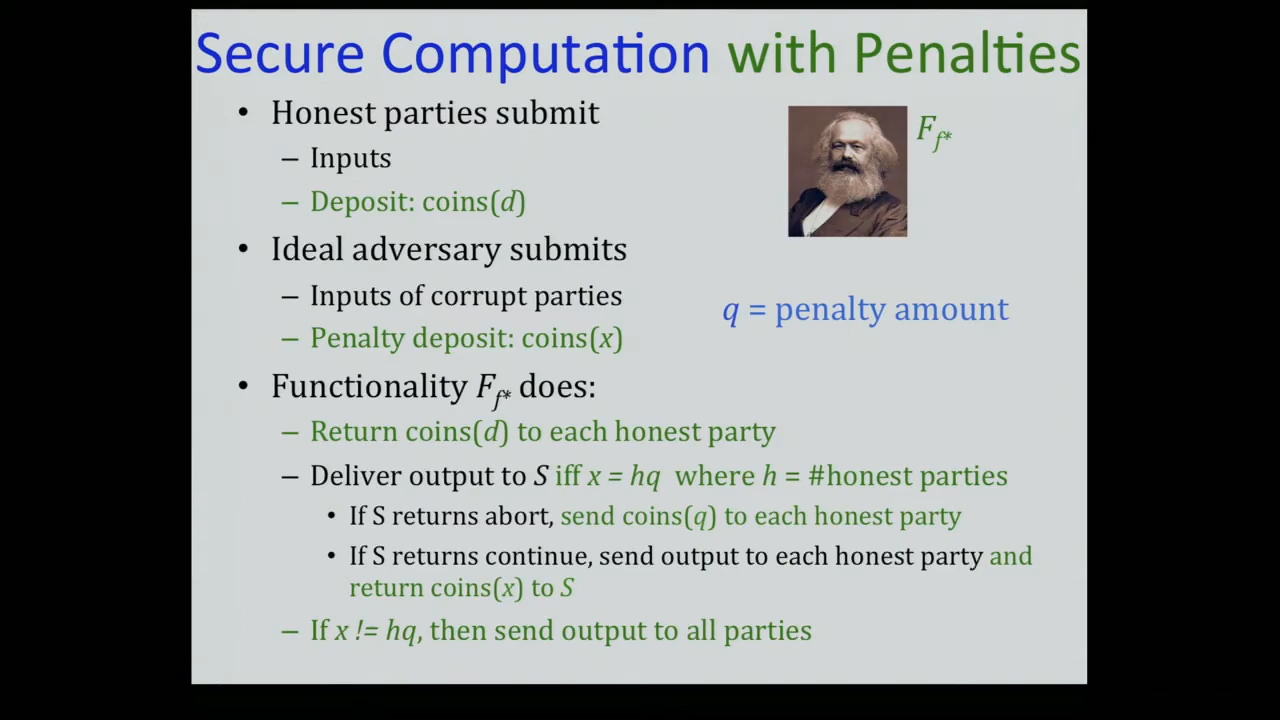 Secure Computation with Penalties
• Honest parties submit
– Inputs
– Deposit: coins(d)
• Ideal adversary submits
– Inputs of corrupt parties
– Penalty deposit: coins(x)
• Functionality F_f* does:
– Return coins(d) to each honest party
– Deliver output to S iff x = hq where h = #honest parties
• If S returns abort, send coins(q) to each honest party
• If S returns continue, send output to each honest party and
return coins(x) to S
– If x != hq, then send output to all parties
F_f*
q = penalty amount